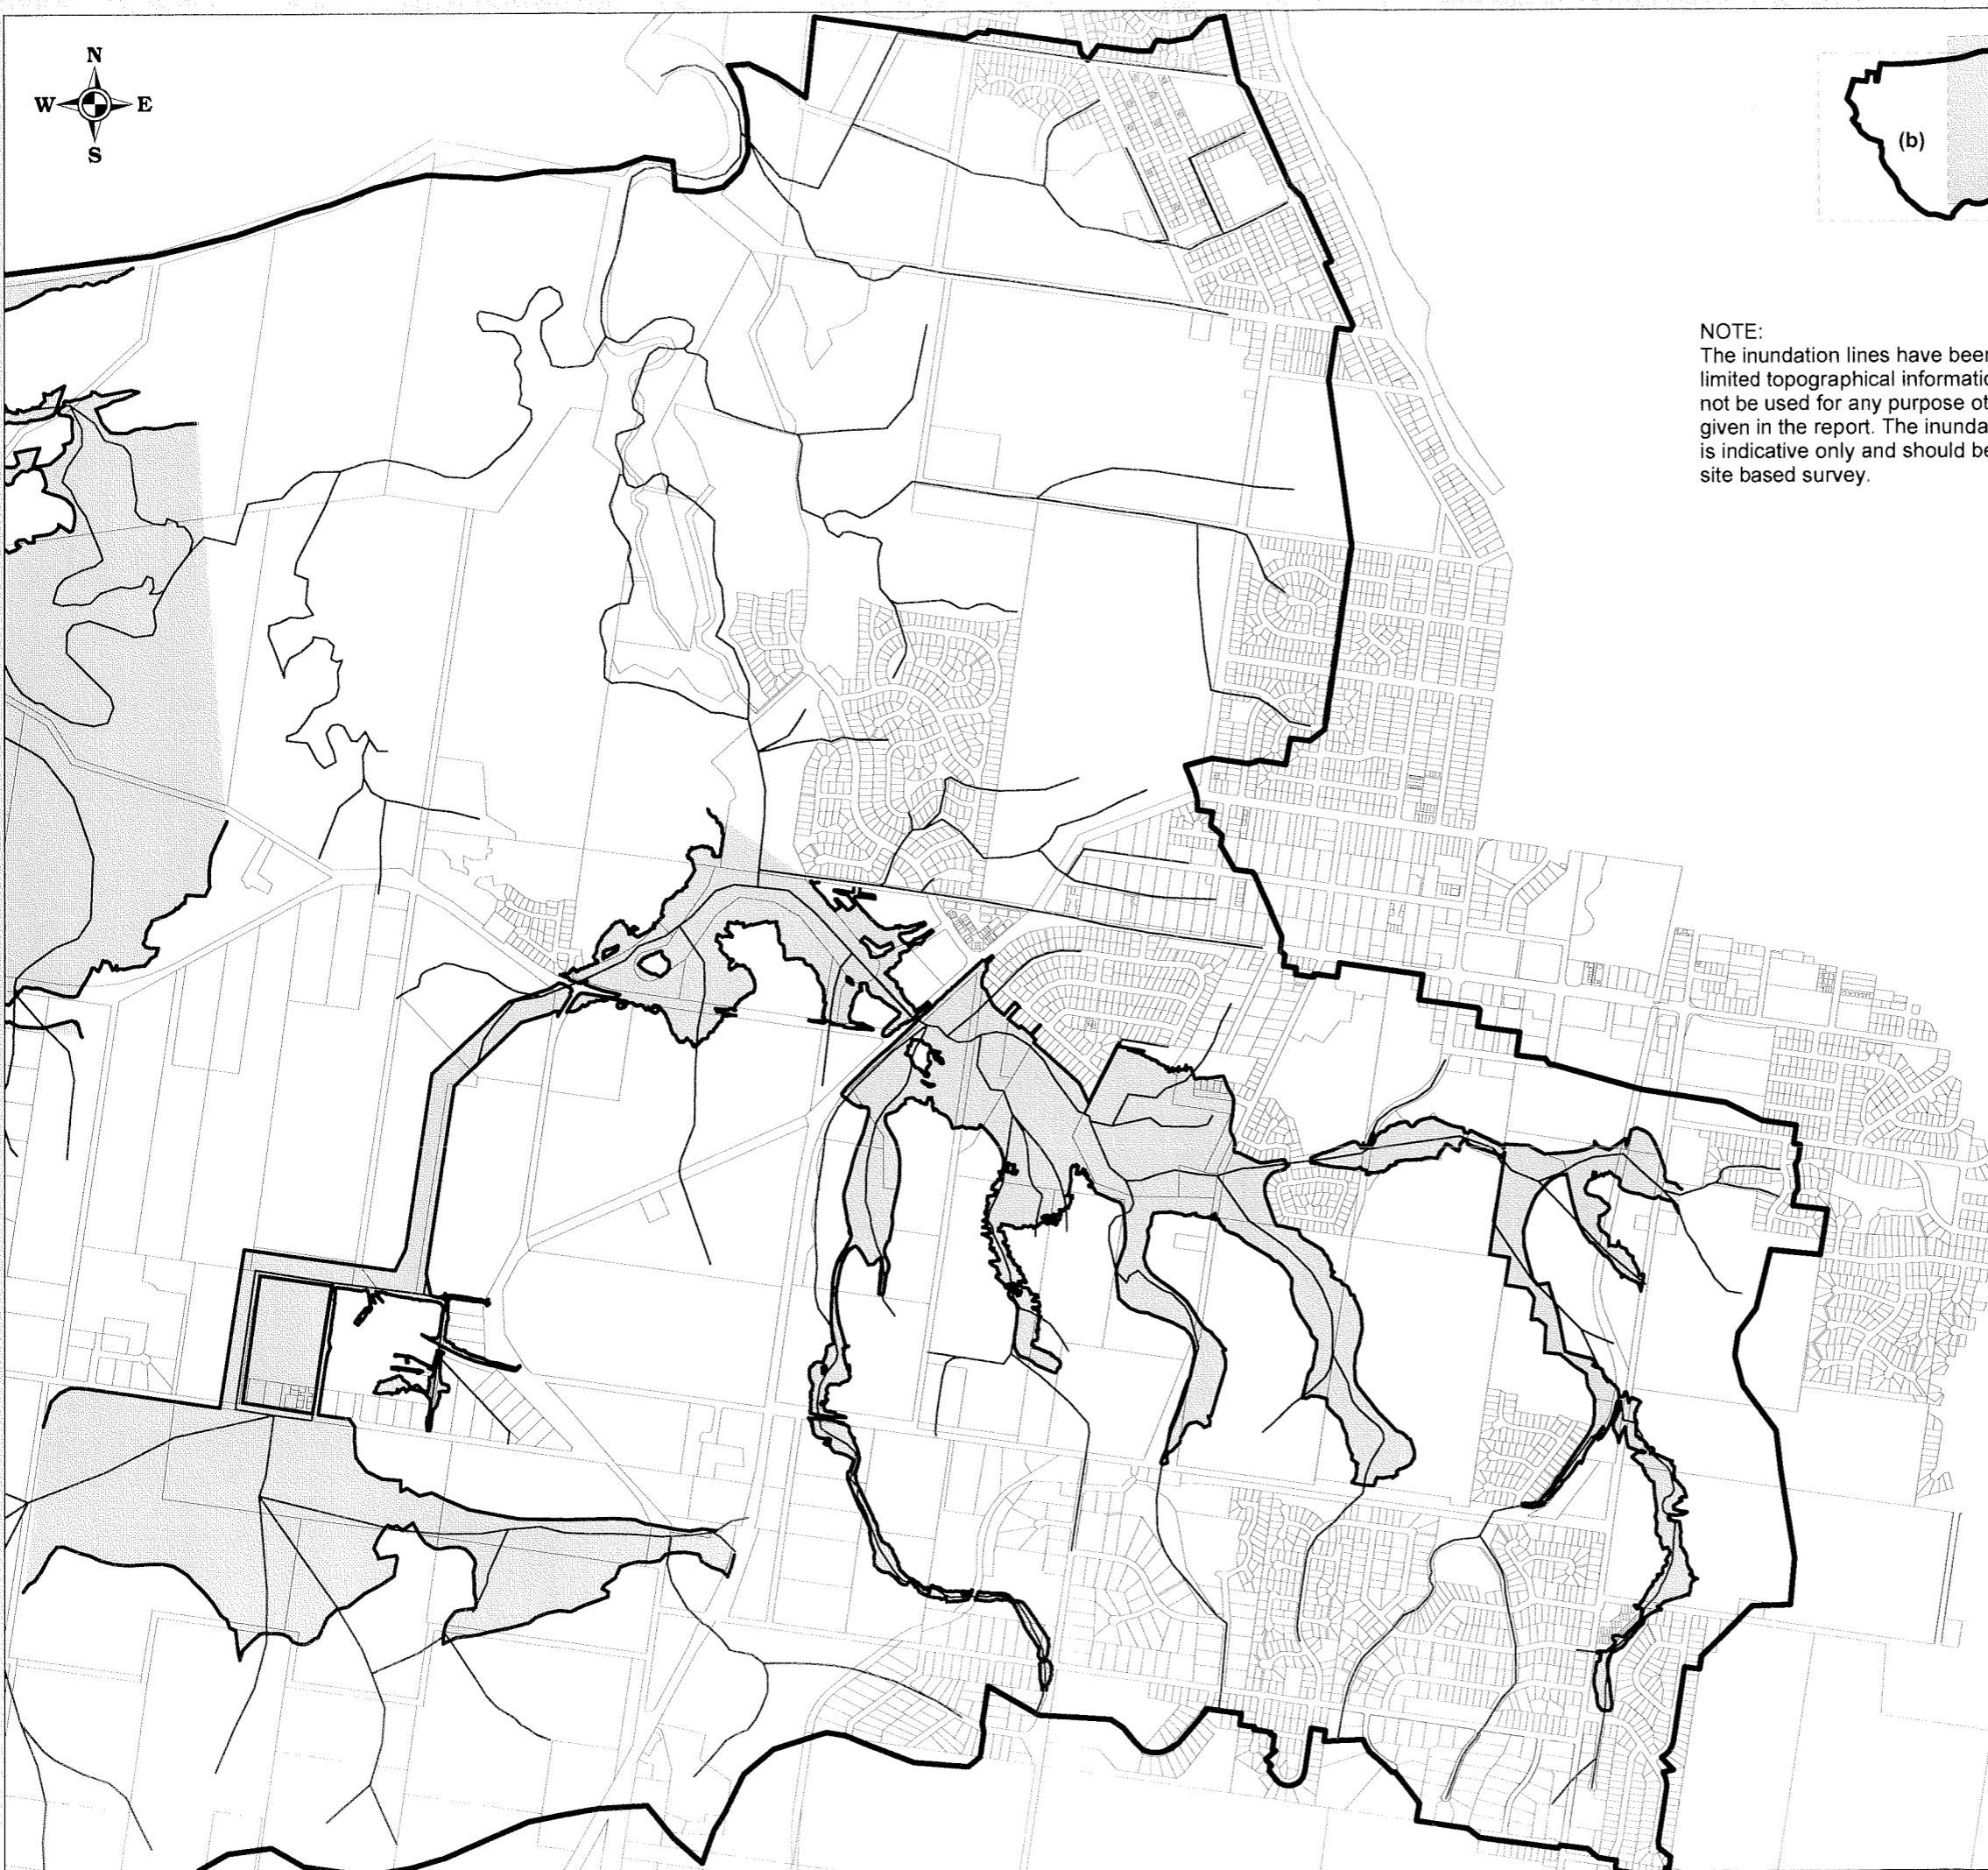 N
W E
S
(b)
NOTE:
The inundation lines have been
limited topographical informatio
not be used for any purpose ot
given in the report. The inunda
is indicative only and should be
site based survey.